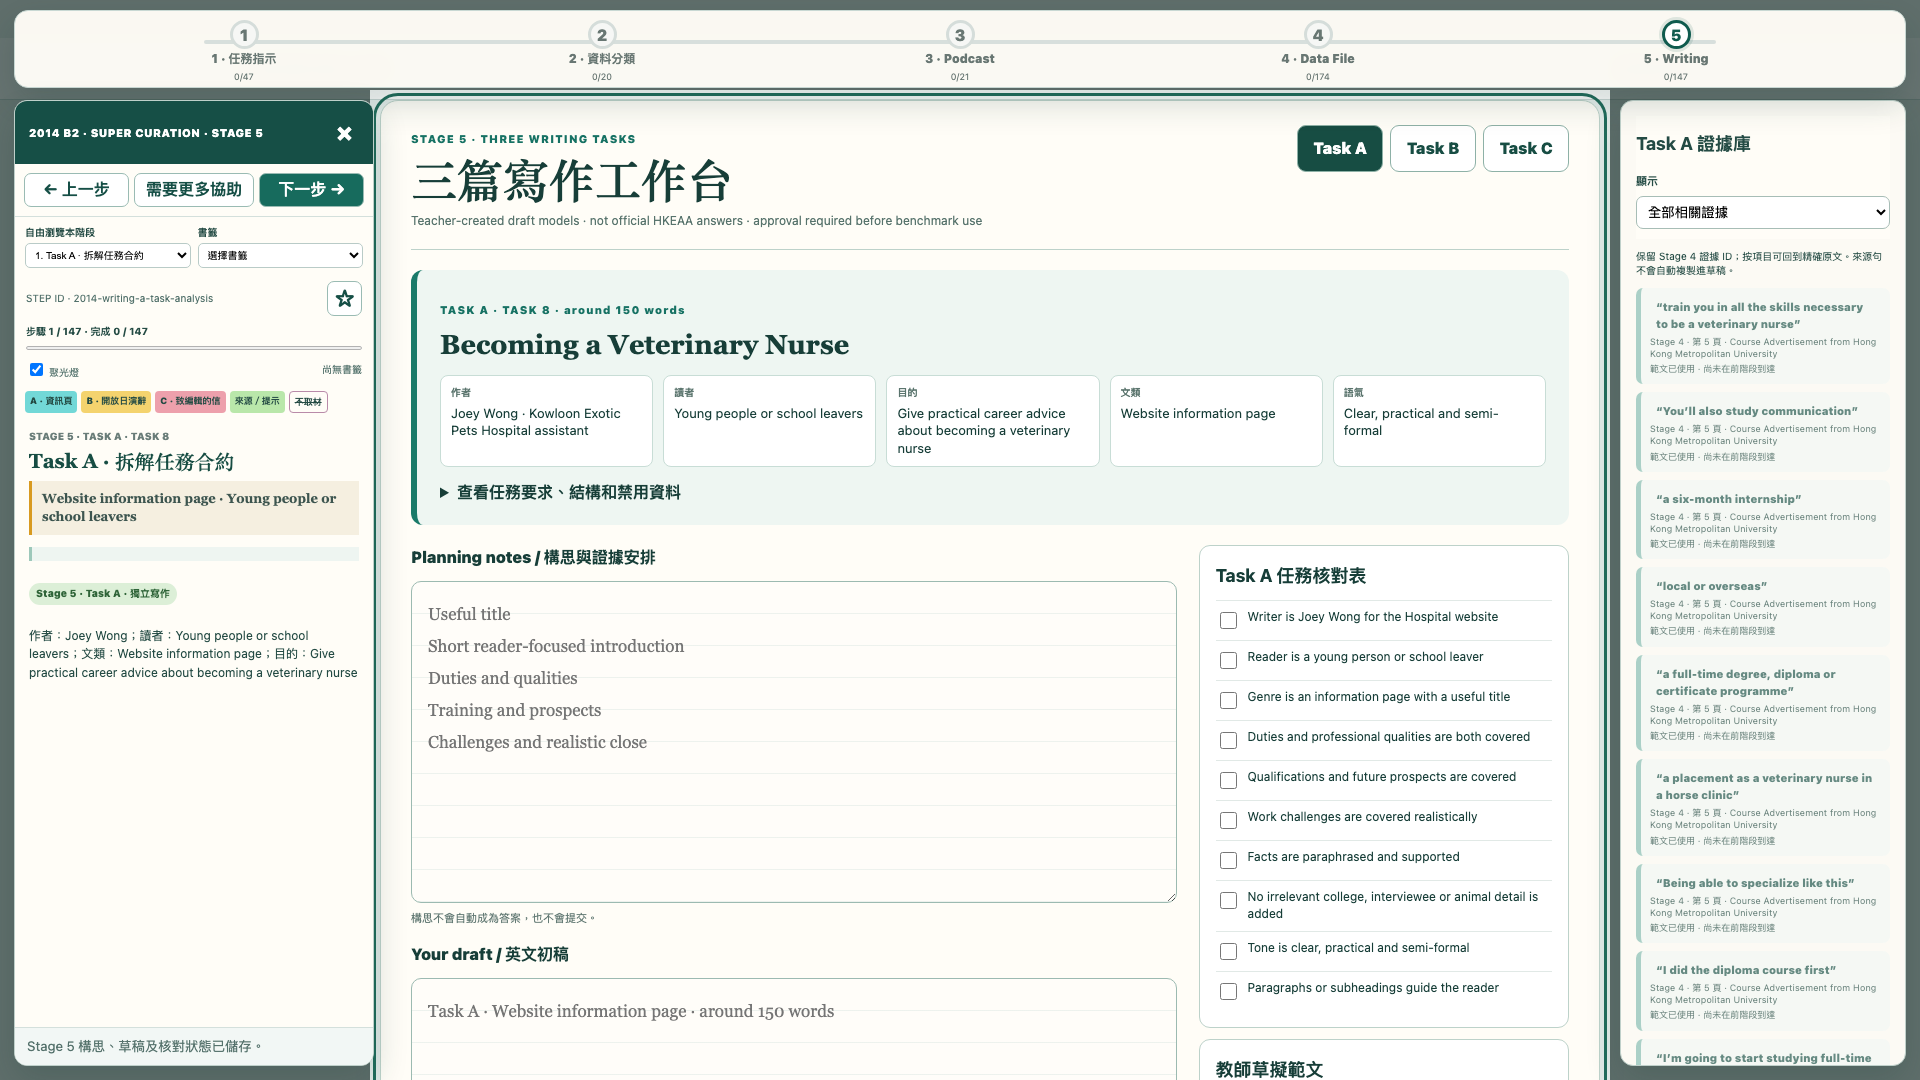 1
1 · 任務指示
0/47
2
2 · 資料分類
0/20
3
3 · Podcast
0/21
4
4 · Data File
0/174
5
5 · Writing
0/147
2014 B2 · SUPER CURATION · STAGE 5
← 上一步
需要更多協助
下一步 →
自由瀏覽本階段
書籤
1. Task A · 拆解任務合約
選擇書籤
STEP ID · 2014-writing-a-task-analysis
步驟 1 / 147 · 完成 0 / 147
聚光燈
尚無書籤
A · 資訊頁
B · 開放日演辭
C · 致編輯的信
來源 / 提示
不取材
STAGE 5 · TASK A · TASK 8
Task A · 拆解任務合約
Website information page · Young people or
school leavers
Stage 5 · Task A · 獨立寫作
作者：Joey Wong；讀者：Young people or school
leavers；文類：Website information page；目的：Give
practical career advice about becoming a veterinary nurse
Stage 5 構思、草稿及核對狀態已儲存。
STAGE 5 · THREE WRITING TASKS
三篇寫作工作台
Teacher-created draft models · not official HKEAA answers · approval required before benchmark use
Task A
Task B
Task C
TASK A · TASK 8 · around 150 words
Becoming a Veterinary Nurse
作者
Joey Wong · Kowloon Exotic
Pets Hospital assistant
讀者
Young people or school leavers
目的
Give practical career advice
about becoming a veterinary
nurse
文類
Website information page
語氣
Clear, practical and semi-
formal
查看任務要求、結構和禁用資料
Planning notes / 構思與證據安排
Useful title
Short reader-focused introduction
Duties and qualities
Training and prospects
Challenges and realistic close
構思不會自動成為答案，也不會提交。
Your draft / 英文初稿
Task A · Website information page · around 150 words
Task A 任務核對表
Writer is Joey Wong for the Hospital website
Reader is a young person or school leaver
Genre is an information page with a useful title
Duties and professional qualities are both covered
Qualifications and future prospects are covered
Work challenges are covered realistically
Facts are paraphrased and supported
No irrelevant college, interviewee or animal detail is
added
Tone is clear, practical and semi-formal
Paragraphs or subheadings guide the reader
教師草擬範文
Task A 證據庫
顯示
全部相關證據
保留 Stage 4 證據 ID；按項目可回到精確原文。來源句
不會自動複製進草稿。
“train you in all the skills necessary
to be a veterinary nurse”
Stage 4 · 第 5 頁 · Course Advertisement from Hong
Kong Metropolitan University
範文已使用 · 尚未在前階段到達
“You’ll also study communication”
Stage 4 · 第 5 頁 · Course Advertisement from Hong
Kong Metropolitan University
範文已使用 · 尚未在前階段到達
“a six-month internship”
Stage 4 · 第 5 頁 · Course Advertisement from Hong
Kong Metropolitan University
範文已使用 · 尚未在前階段到達
“local or overseas”
Stage 4 · 第 5 頁 · Course Advertisement from Hong
Kong Metropolitan University
範文已使用 · 尚未在前階段到達
“a full-time degree, diploma or
certificate programme”
Stage 4 · 第 5 頁 · Course Advertisement from Hong
Kong Metropolitan University
範文已使用 · 尚未在前階段到達
“a placement as a veterinary nurse in
a horse clinic”
Stage 4 · 第 5 頁 · Course Advertisement from Hong
Kong Metropolitan University
範文已使用 · 尚未在前階段到達
“Being able to specialize like this”
Stage 4 · 第 5 頁 · Course Advertisement from Hong
Kong Metropolitan University
範文已使用 · 尚未在前階段到達
“I did the diploma course first”
Stage 4 · 第 5 頁 · Course Advertisement from Hong
Kong Metropolitan University
範文已使用 · 尚未在前階段到達
“I’m going to start studying full-time